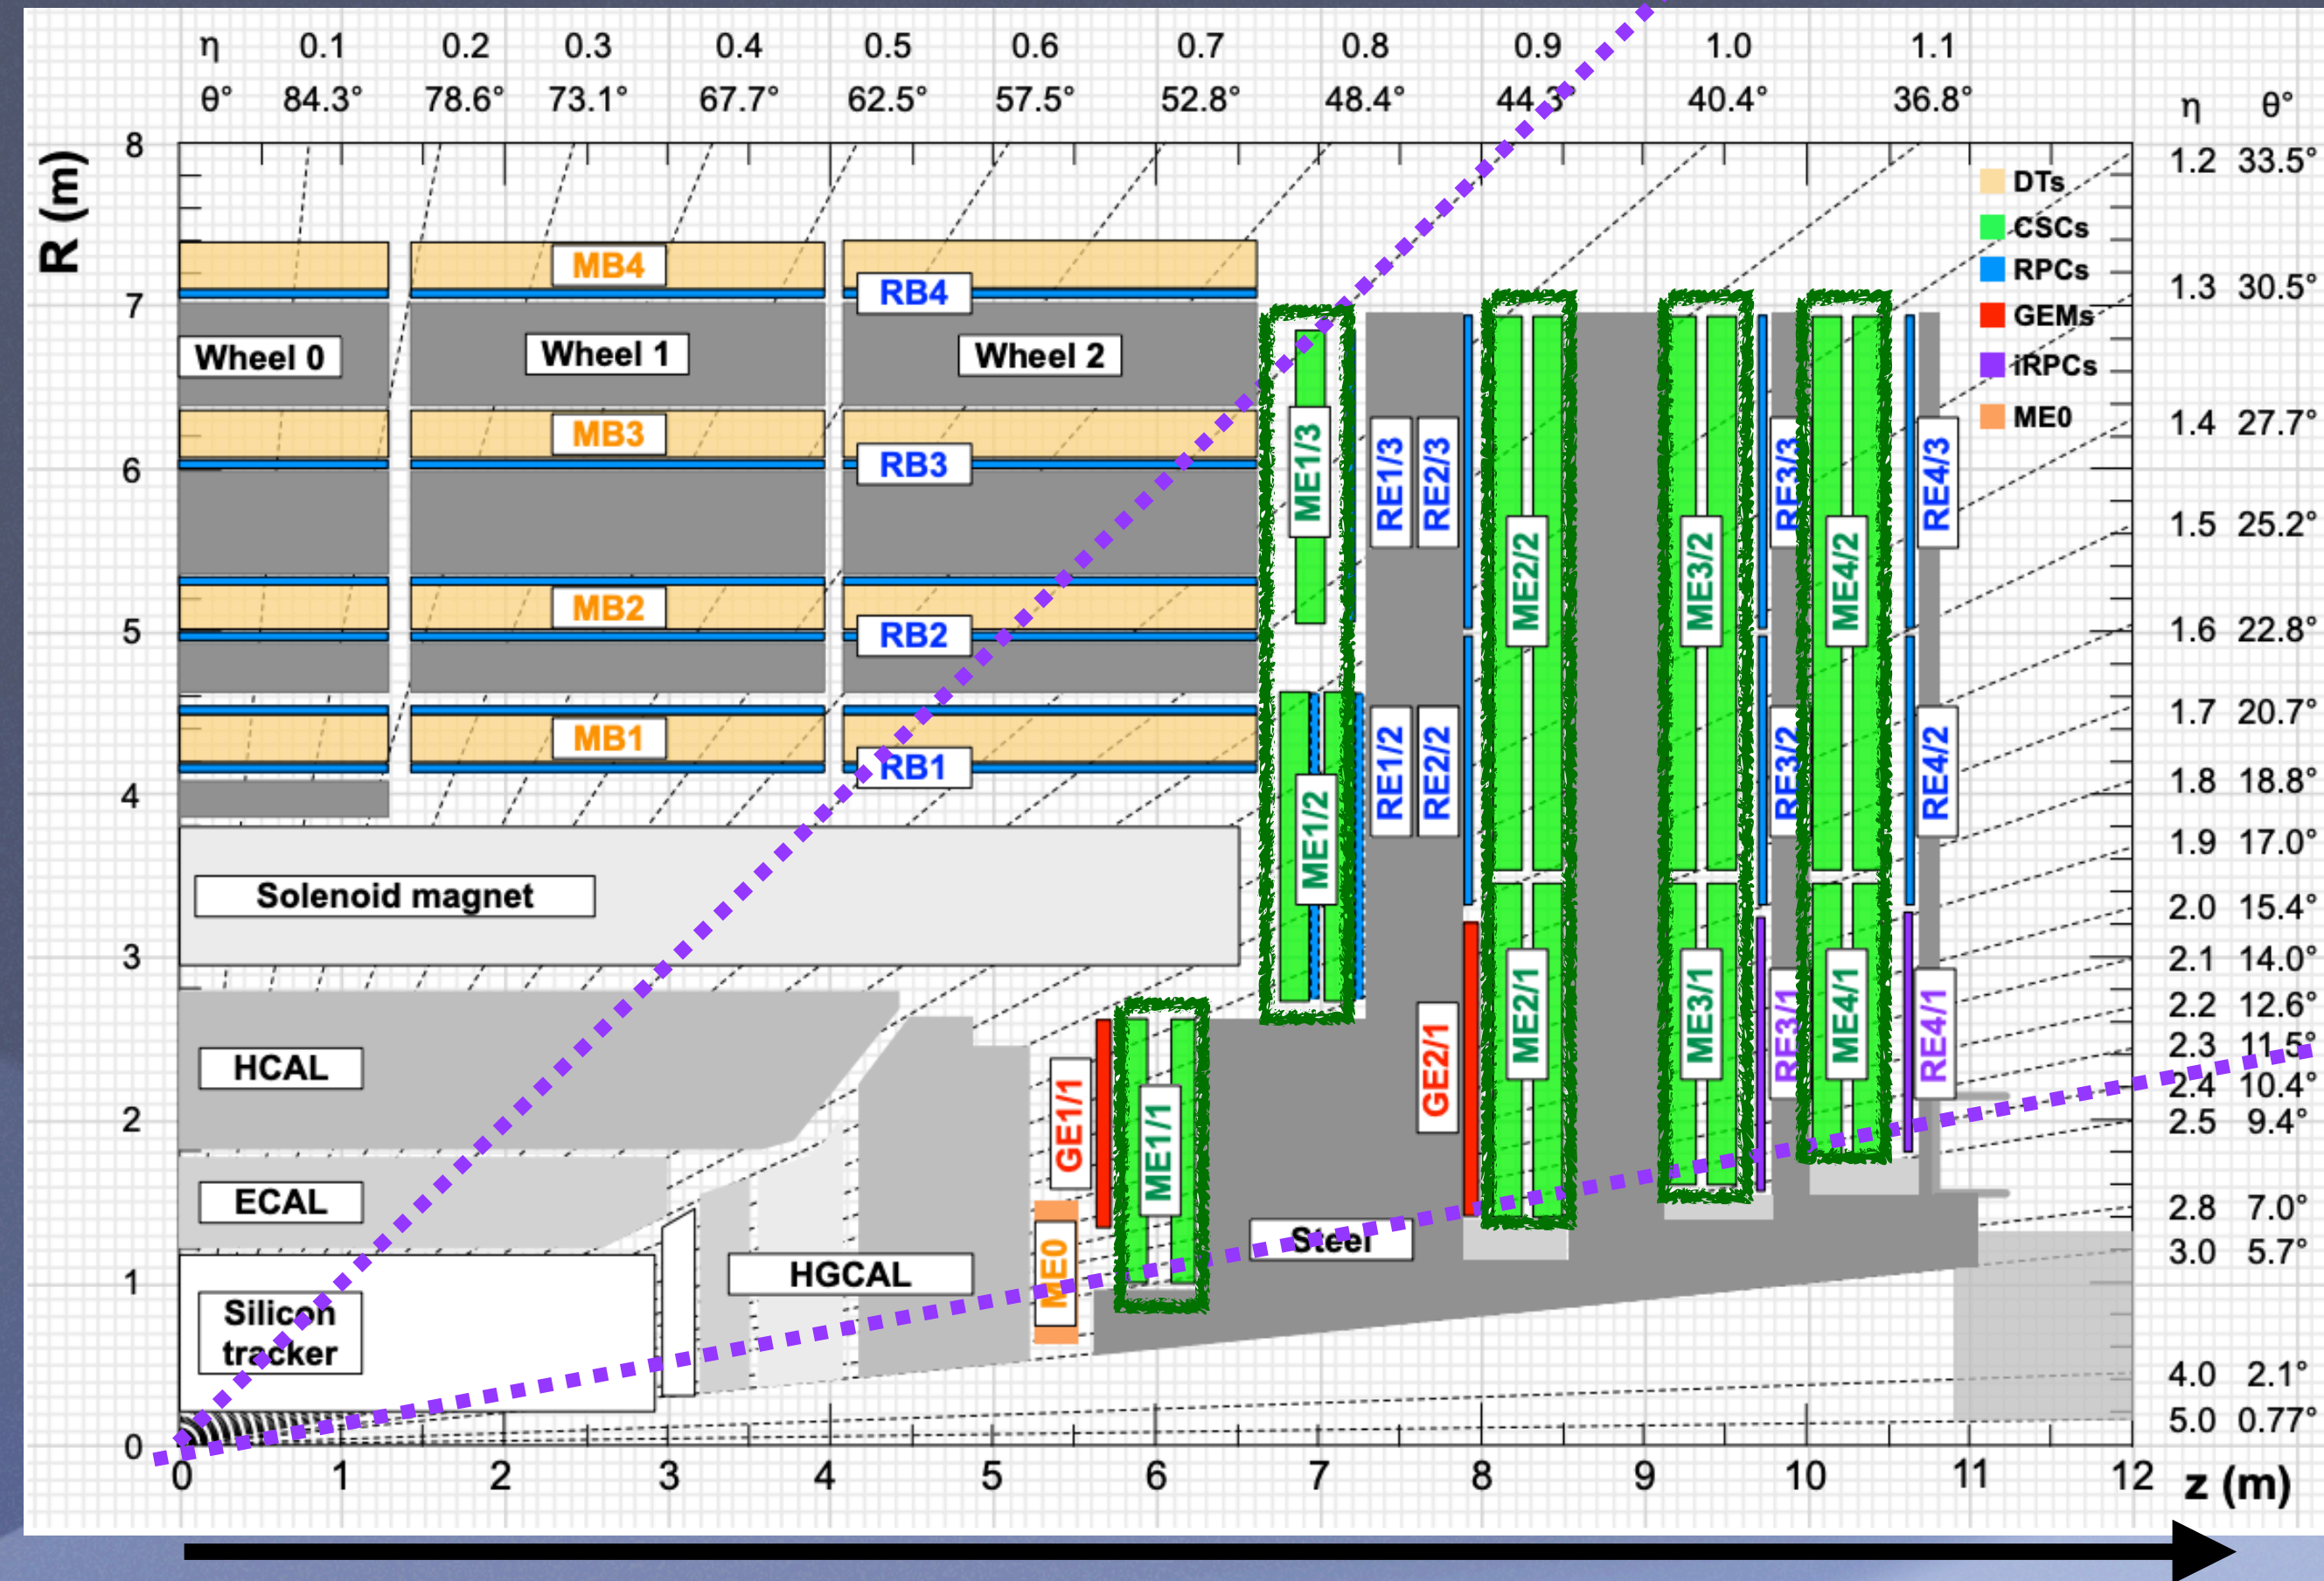 η 0.1 0.2 0.3 0.4 0.5 0.6 0.7 0.8 0.9 1.0 1.1
θ° 84.3° 78.6° 73.1° 67.7° 62.5° 57.5° 52.8° 48.4° 44.3° 40.4° 36.8° η θ°
R (m)
8
7
6
5
4
3
2
1
0
1.2 33.5°
1.3 30.5°
1.4 27.7°
1.5 25.2°
1.6 22.8°
1.7 20.7°
1.8 18.8°
1.9 17.0°
2.0 15.4°
2.1 14.0°
2.2 12.6°
2.3 11.5°
2.4 10.4°
2.5 9.4°
2.8 7.0°
3.0 5.7°
4.0 2.1°
5.0 0.77°
DTs
CSCs
RPCs
GEMs
iRPCs
ME0
MB4
RB4
Wheel 0
Wheel 1
Wheel 2
MB3
RB3
MB2
RB2
MB1
RB1
ME1/3
RE1/3
RE2/3
ME2/2
ME3/2
RE3/3
ME4/2
RE4/3
ME1/2
RE1/2
RE2/2
RE3/2
RE4/2
Solenoid magnet
HCAL
ECAL
Silicon
tracker
HGCAL
GE1/1
ME0
ME1/1
Steel
GE2/1
ME2/1
ME3/1
RE3/1
ME4/1
RE4/1
0 1 2 3 4 5 6 7 8 9 10 11 12 z (m)